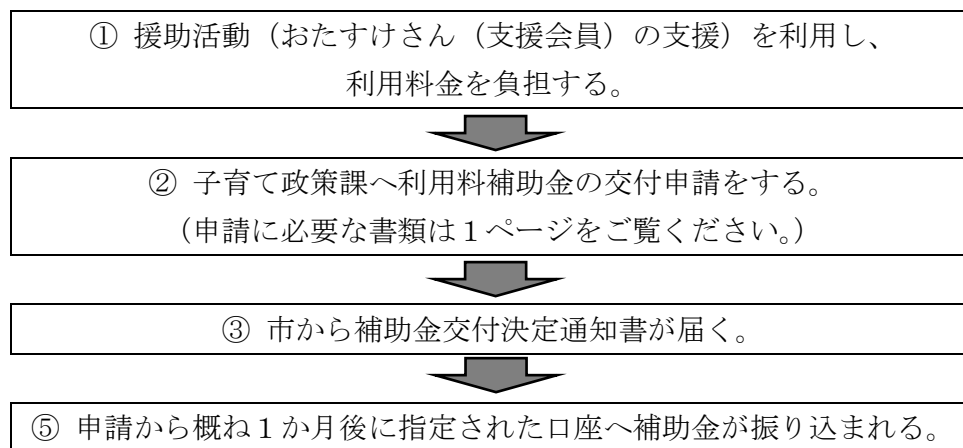 ① 援助活動（おたすけさん（支援会員）の支援）を利用し、
利用料金を負担する。
② 子育て政策課へ利用料補助金の交付申請をする。
（申請に必要な書類は１ページをご覧ください。）
③ 市から補助金交付決定通知書が届く。
⑤ 申請から概ね１か月後に指定された口座へ補助金が振り込まれる。